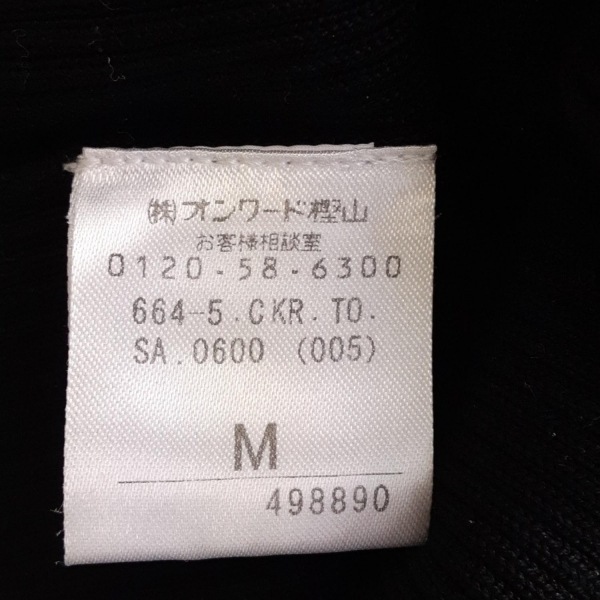 ㈱オンワード樫山
お客様相談室
0120-58-6300
664-5.CKR.TO.
SA.0600 (005)
M
498890